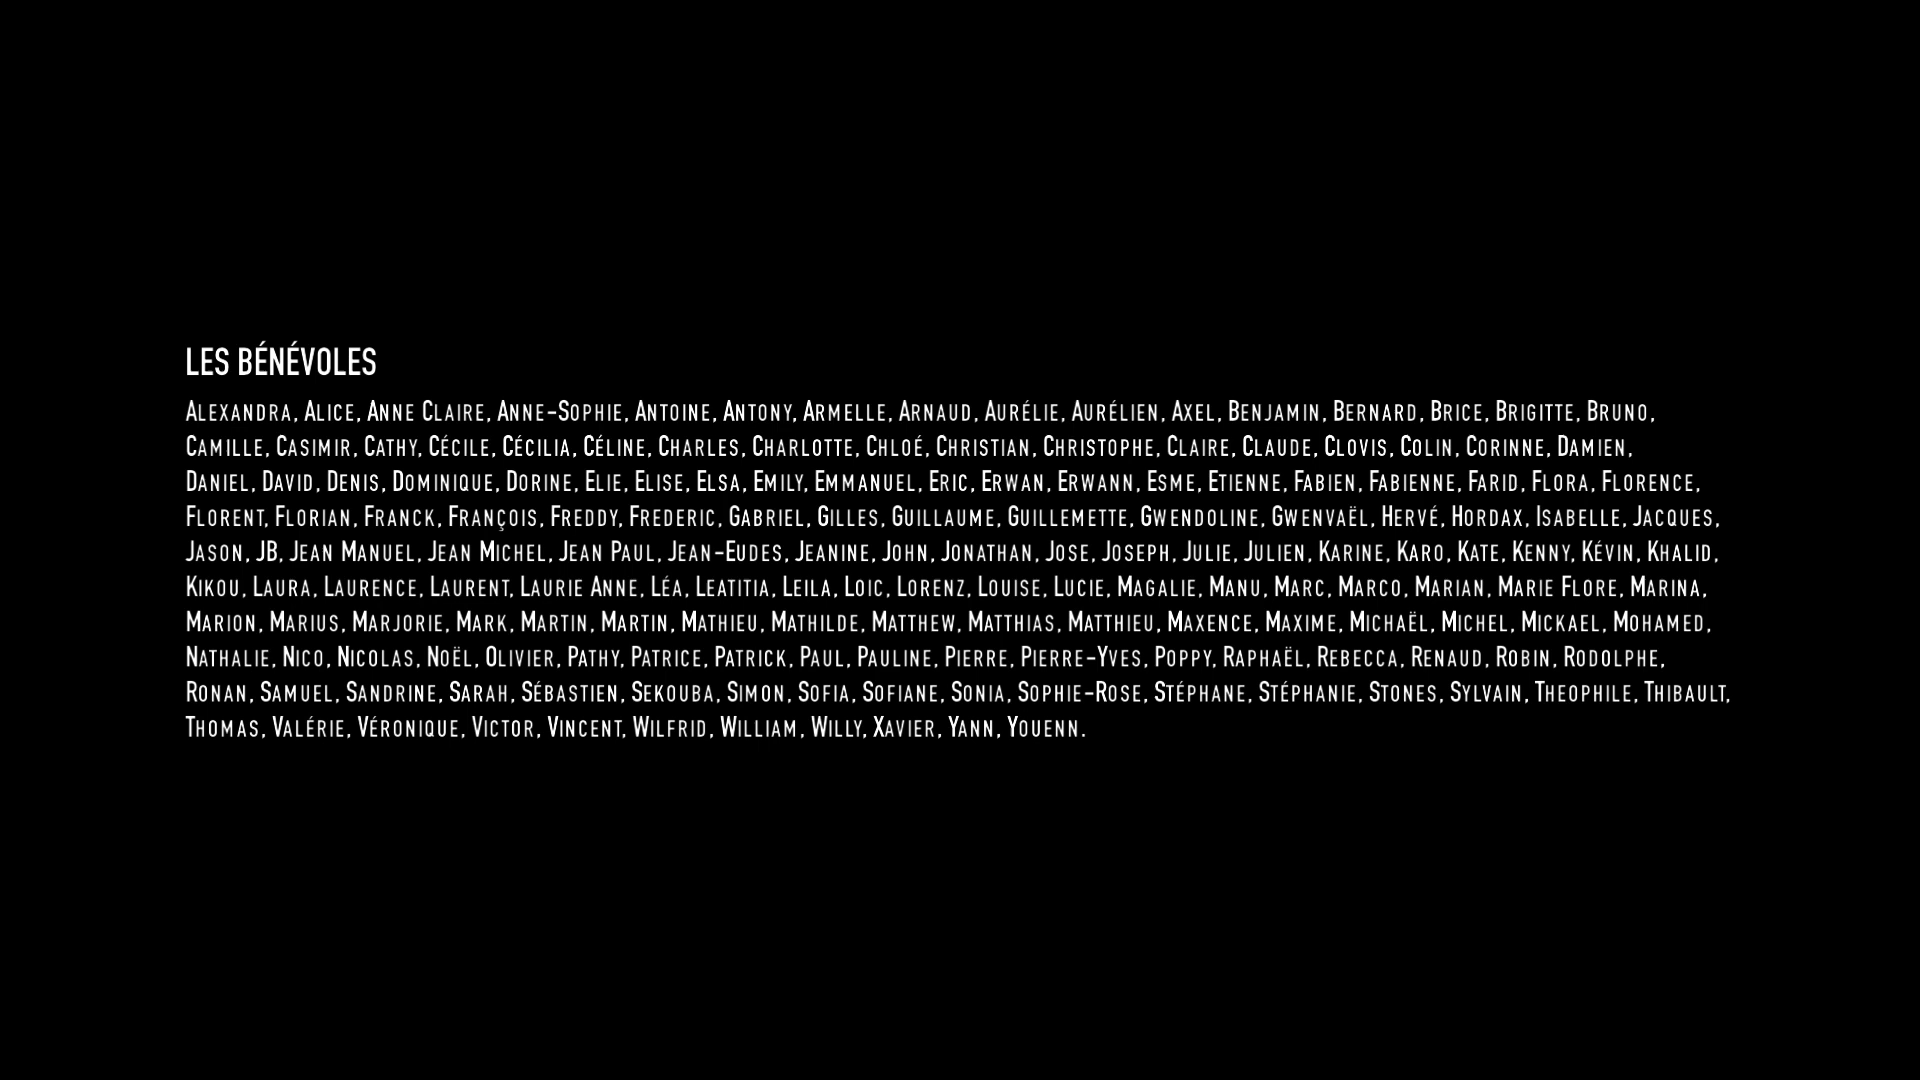 LES BÉNÉVOLES
Alexandra, Alice, Anne Claire, Anne-Sophie, Antoine, Antony, Armelle, Arnaud, Aurélie, Aurélien, Axel, Benjamin, Bernard, Brice, Brigitte, Bruno,
Camille, Casimir, Cathy, Cécile, Cécilia, Céline, Charles, Charlotte, Chloé, Christian, Christophe, Claire, Claude, Clovis, Colin, Corinne, Damien,
Daniel, David, Denis, Dominique, Dorine, Elie, Elise, Elsa, Emily, Emmanuel, Eric, Erwan, Erwann, Esme, Etienne, Fabien, Fabienne, Farid, Flora, Florence,
Florent, Florian, Franck, François, Freddy, Frederic, Gabriel, Gilles, Guillaume, Guillemette, Gwendoline, Gwenvaël, Hervé, Hordax, Isabelle, Jacques,
Jason, JB, Jean Manuel, Jean Michel, Jean Paul, Jean-Eudes, Jeanine, John, Jonathan, Jose, Joseph, Julie, Julien, Karine, Karo, Kate, Kenny, Kévin, Khalid,
Kikou, Laura, Laurence, Laurent, Laurie Anne, Léa, Leatitia, Leila, Loic, Lorenz, Louise, Lucie, Magalie, Manu, Marc, Marco, Marian, Marie Flore, Marina,
Marion, Marius, Marjorie, Mark, Martin, Martin, Mathieu, Mathilde, Matthew, Matthias, Matthieu, Maxence, Maxime, Michaël, Michel, Mickael, Mohamed,
Nathalie, Nico, Nicolas, Noël, Olivier, Pathy, Patrice, Patrick, Paul, Pauline, Pierre, Pierre-Yves, Poppy, Raphaël, Rebecca, Renaud, Robin, Rodolphe,
Ronan, Samuel, Sandrine, Sarah, Sébastien, Sekouba, Simon, Sofia, Sofiane, Sonia, Sophie-Rose, Stéphane, Stéphanie, Stones, Sylvain, Theophile, Thibault,
Thomas, Valérie, Véronique, Victor, Vincent, Wilfrid, William, Willy, Xavier, Yann, Youenn.